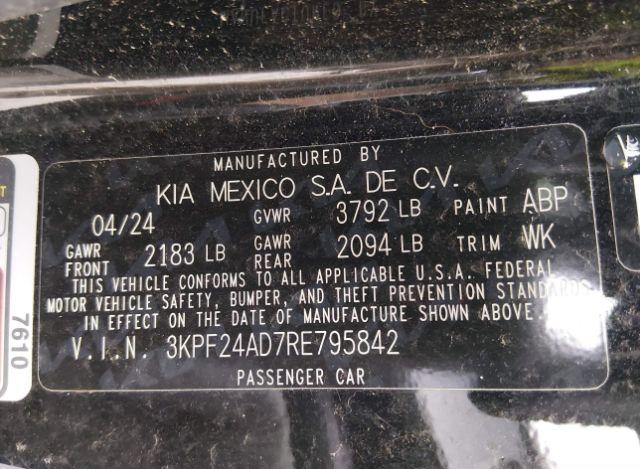 MANUFACTURED BY
KIA MEXICO S.A. DE C.V.
04/24 GVWR 3792 LB PAINT ABP
GAWR FRONT 2183 LB GAWR REAR 2094 LB TRIM WK
THIS VEHICLE CONFORMS TO ALL APPLICABLE U.S.A. FEDERAL
MOTOR VEHICLE SAFETY, BUMPER, AND THEFT PREVENTION STANDARDS
IN EFFECT ON THE DATE OF MANUFACTURE SHOWN ABOVE.
V.I.N. 3KPF24AD7RE795842
PASSENGER CAR
7610